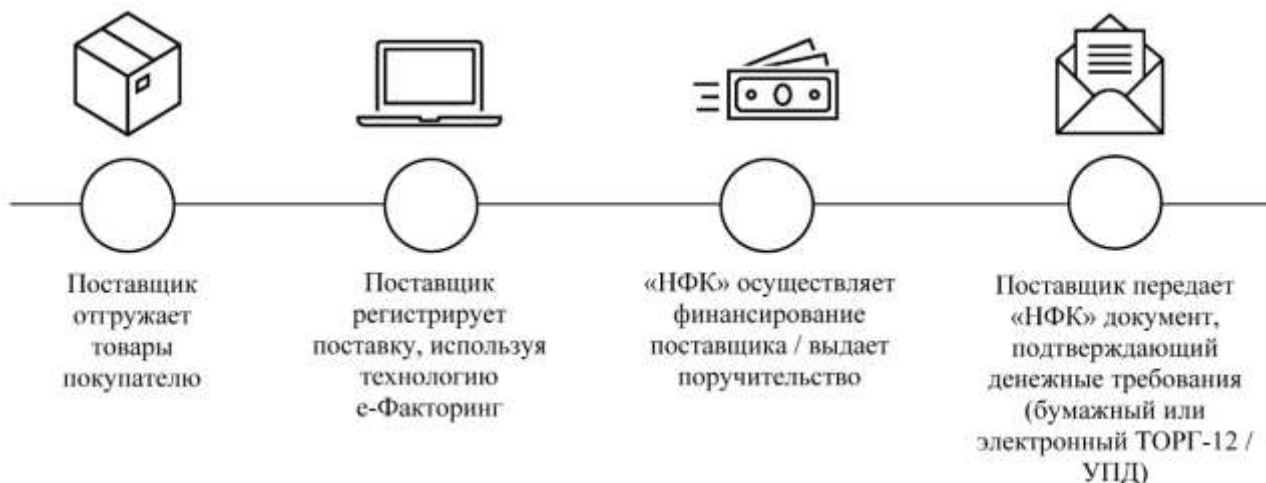 Поставщик
отгружает
товары
покупателю
Поставщик
регистрирует
поставку, используя
технологию
е-Факторинг
«НФК» осуществляет
финансирование
поставщика / выдает
поручительство
Поставщик передает
«НФК» документ,
подтверждающий
денежные требования
(бумажный или
электронный ТОРГ-12 /
УПД)